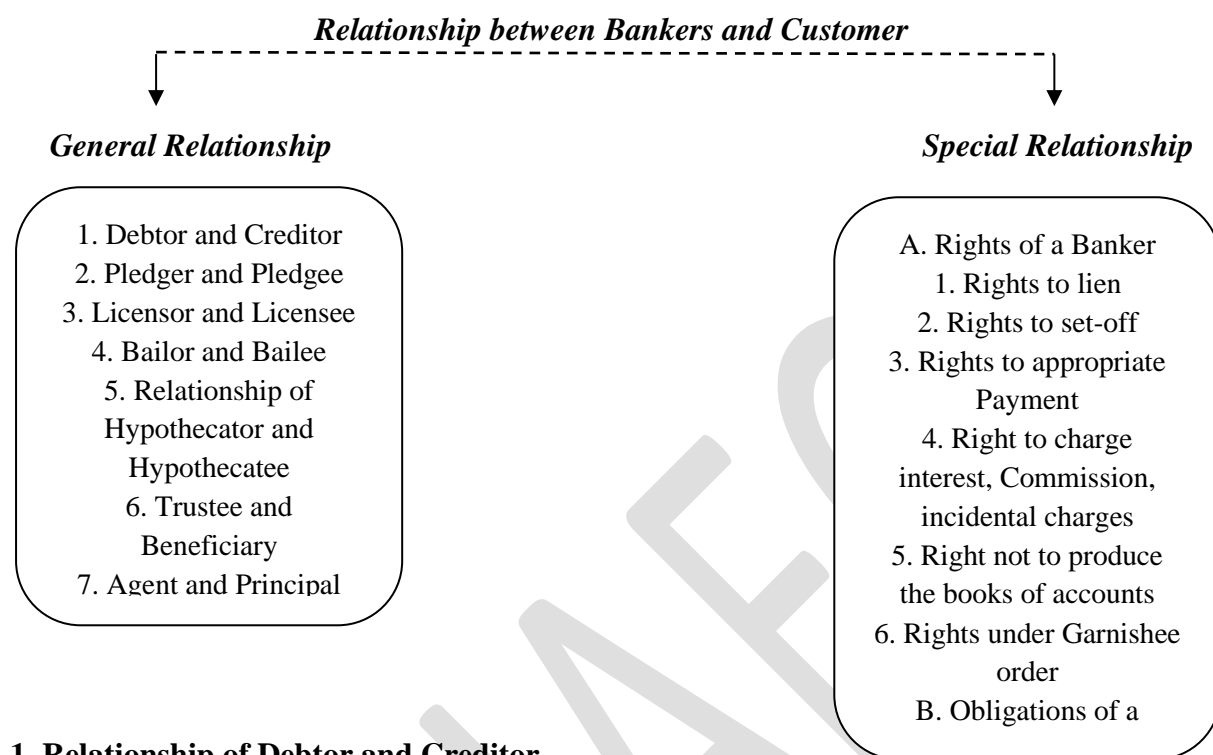 Relationship between Bankers and Customer
General Relationship
1. Debtor and Creditor
2. Pledger and Pledgee
3. Licensor and Licensee
4. Bailor and Bailee
5. Relationship of
Hypothecator and
Hypothecatee
6. Trustee and
Beneficiary
7. Agent and Principal
Special Relationship
A. Rights of a Banker
1. Rights to lien
2. Rights to set-off
3. Rights to appropriate
Payment
4. Right to charge
interest, Commission,
incidental charges
5. Right not to produce
the books of accounts
6. Rights under Garnishee
order
B. Obligations of a
1. Relationship of Debtor and Creditor